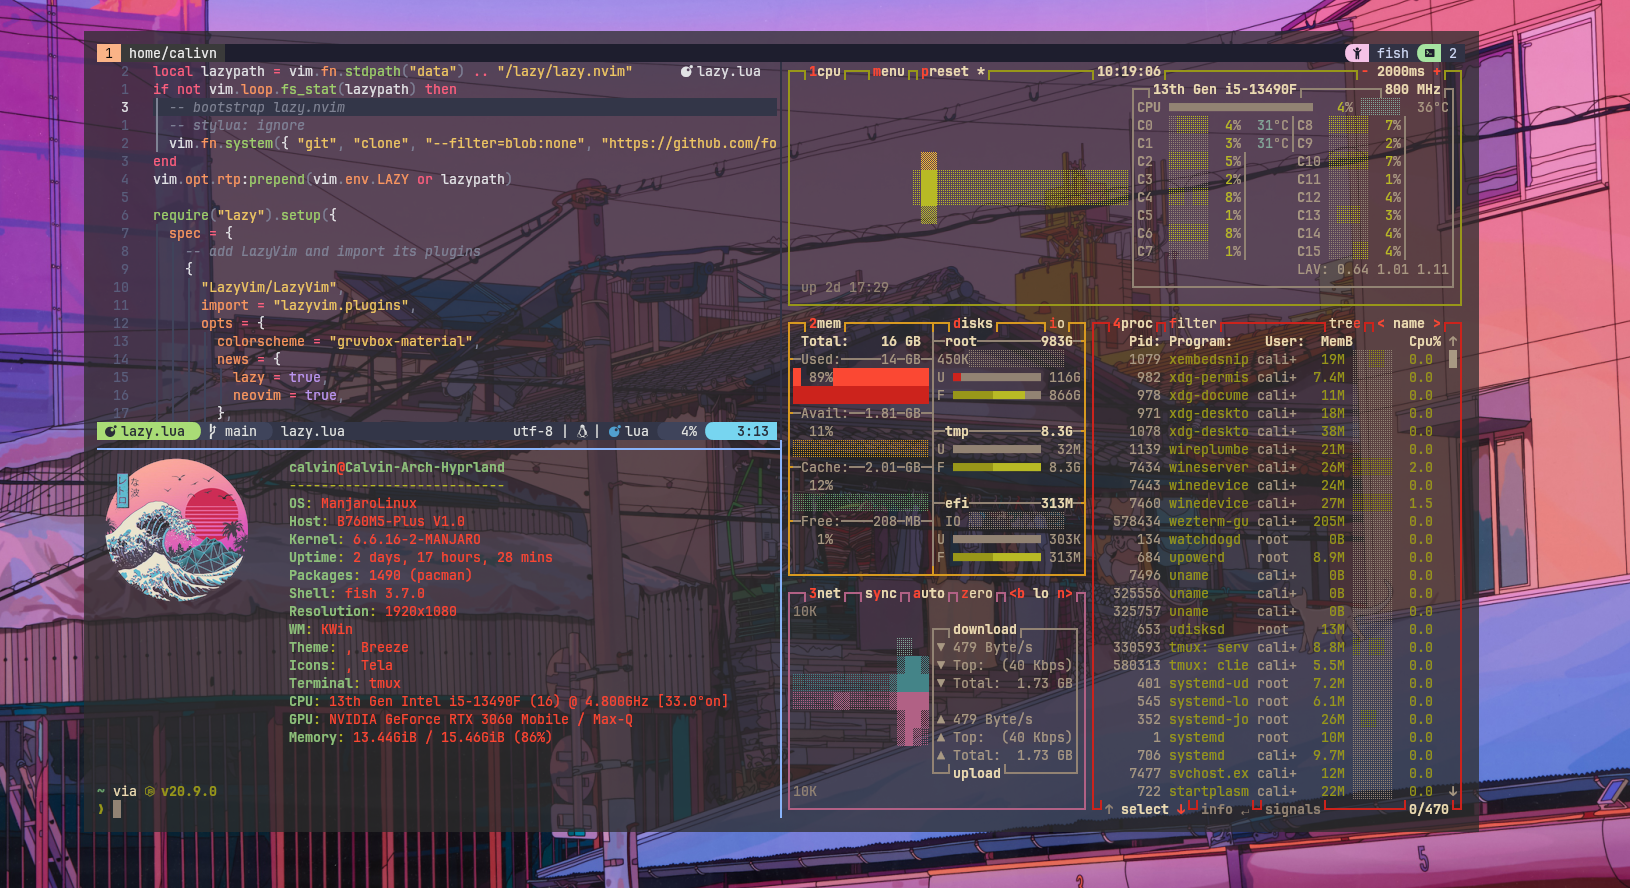 1 home/calivn
fish 2
2 local lazypath = vim.fn.stdpath("data") .. "/lazy/lazy.nvim" lazy.lua
1 if not vim.loop.fs_stat(lazypath) then
3 -- bootstrap lazy.nvim
1 -- stylua: ignore
2 vim.fn.system({ "git", "clone", "--filter=blob:none", "https://github.com/fo
3 end
4 vim.opt.rtp:prepend(vim.env.LAZY or lazypath)
5
6 require("lazy").setup({
7 spec = {
8 -- add LazyVim and import its plugins
9 {
10 "LazyVim/LazyVim",
11 import = "lazyvim.plugins",
12 opts = {
13 colorscheme = "gruvbox-material",
14 news = {
15 lazy = true,
16 neovim = true,
17 },
lazy.lua main lazy.lua utf-8 | | lua 4% 3:13
な波
レトロ
calvin@Calvin-Arch-Hyprland
---------------------------
OS: ManjaroLinux
Host: B760M5-Plus V1.0
Kernel: 6.6.16-2-MANJARO
Uptime: 2 days, 17 hours, 28 mins
Packages: 1490 (pacman)
Shell: fish 3.7.0
Resolution: 1920x1080
WM: KWin
Theme: , Breeze
Icons: , Tela
Terminal: tmux
CPU: 13th Gen Intel i5-13490F (16) @ 4.800GHz [33.0°on]
GPU: NVIDIA GeForce RTX 3060 Mobile / Max-Q
Memory: 13.44GiB / 15.46GiB (86%)
~ via v20.9.0
❱
1cpu menu preset * 10:19:06 - 2000ms +
13th Gen i5-13490F 800 MHz
CPU 4% 36°C
C0 4% 31°C C8 7%
C1 3% 31°C C9 2%
C2 5% C10 7%
C3 2% C11 1%
C4 8% C12 4%
C5 1% C13 3%
C6 8% C14 4%
C7 1% C15 4%
LAV: 0.64 1.01 1.11
up 2d 17:29
2mem disks io
Total: 16 GB root 983G
Used: 14 GB 450K
89% U 116G
F 866G
Avail: 1.81 GB
11% tmp 8.3G
U 32M
Cache: 2.01 GB F 8.3G
12%
efi 313M
Free: 208 MB IO
1% U 303K
F 313M
3net sync auto zero <b lo n>
10K
download
▼ 479 Byte/s
▼ Top: (40 Kbps)
▼ Total: 1.73 GB
▲ 479 Byte/s
▲ Top: (40 Kbps)
▲ Total: 1.73 GB
upload
10K
4proc filter tree < name >
Pid: Program: User: MemB Cpu% ↑
1079 xembedsnip cali+ 19M 0.0
982 xdg-permis cali+ 7.4M 0.0
978 xdg-docume cali+ 11M 0.0
971 xdg-deskto cali+ 18M 0.0
1078 xdg-deskto cali+ 38M 0.0
1139 wireplumbe cali+ 21M 0.0
7434 wineserver cali+ 26M 2.0
7443 winedevice cali+ 24M 0.0
7460 winedevice cali+ 27M 1.5
578434 wezterm-gu cali+ 205M 0.0
134 watchdogd root 0B 0.0
684 upowerd root 8.9M 0.0
7496 uname cali+ 0B 0.0
325556 uname cali+ 0B 0.0
325757 uname cali+ 0B 0.0
653 udisksd root 13M 0.0
330593 tmux: serv cali+ 8.8M 0.0
580313 tmux: clie cali+ 5.5M 0.0
401 systemd-ud root 7.2M 0.0
545 systemd-lo root 6.1M 0.0
352 systemd-jo root 26M 0.0
1 systemd root 10M 0.0
706 systemd cali+ 9.7M 0.0
7477 svchost.ex cali+ 12M 0.0
722 startplasm cali+ 22M 0.0 ↓
↑ select ↓ info ↵ signals 0/470
5
2